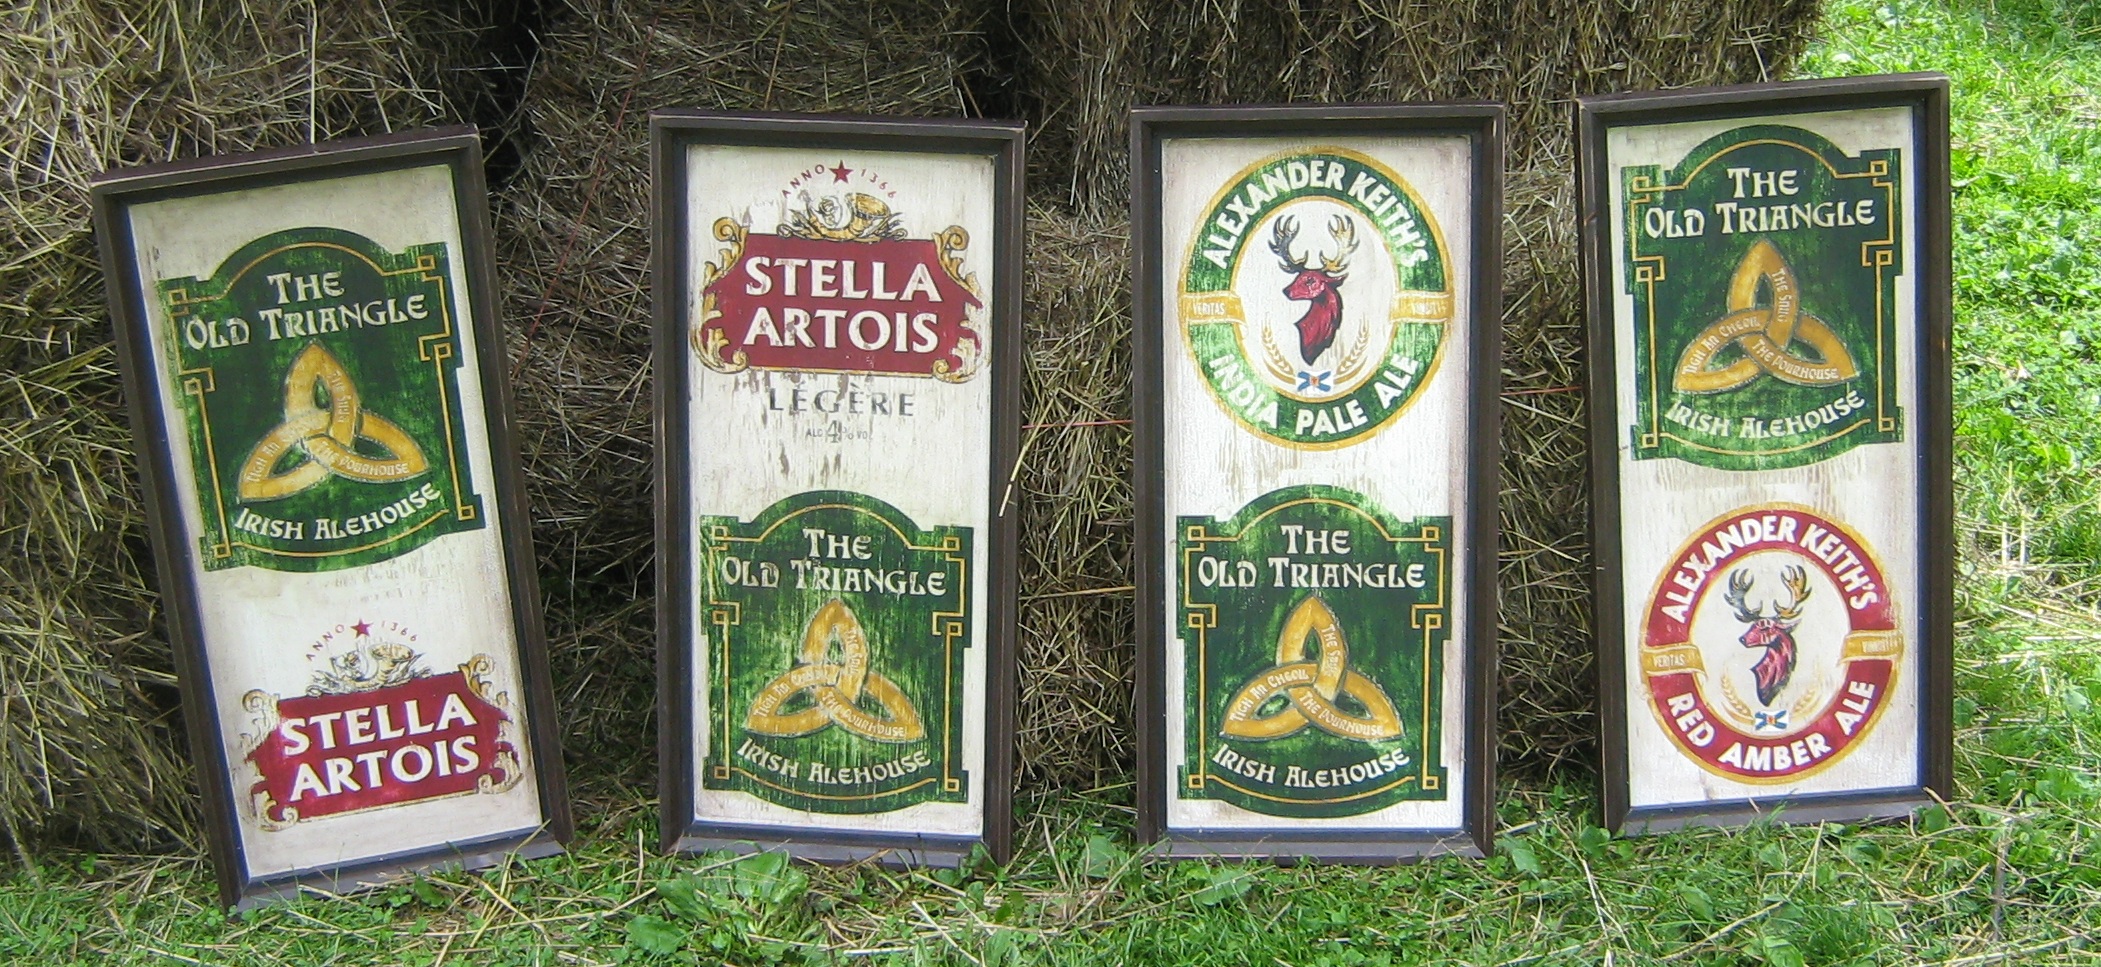 THE
OLD TRIANGLE
THE SNUG
TIGH AN
THE POURHOUSE
IRISH ALEHOUSE
ANNO ★ 1366
STELLA
ARTOIS
ANNO ★ 1366
STELLA
ARTOIS
LÉGÈRE
ALC 4% VOL
THE
OLD TRIANGLE
THE SNUG
TIGH AN CHEOIL
THE POURHOUSE
IRISH ALEHOUSE
ALEXANDER KEITH'S
VERITAS VINCIT
INDIA PALE ALE
THE
OLD TRIANGLE
THE SNUG
TIGH AN CHEOIL
THE POURHOUSE
IRISH ALEHOUSE
THE
OLD TRIANGLE
THE SNUG
TIGH AN CHEOIL
THE POURHOUSE
IRISH ALEHOUSE
ALEXANDER KEITH'S
VERITAS VINCIT
RED AMBER ALE